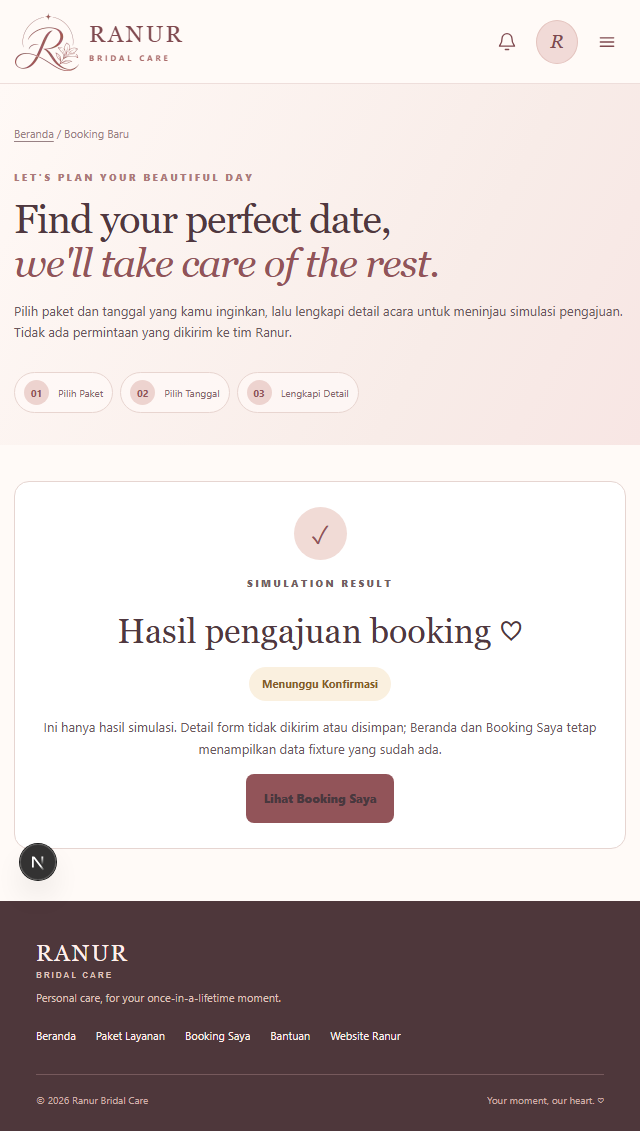 RANUR
BRIDAL CARE
R
Beranda / Booking Baru
LET'S PLAN YOUR BEAUTIFUL DAY
Find your perfect date,
we'll take care of the rest.
Pilih paket dan tanggal yang kamu inginkan, lalu lengkapi detail acara untuk meninjau simulasi pengajuan.
Tidak ada permintaan yang dikirim ke tim Ranur.
01 Pilih Paket 02 Pilih Tanggal 03 Lengkapi Detail
✓
SIMULATION RESULT
Hasil pengajuan booking ♡
Menunggu Konfirmasi
Ini hanya hasil simulasi. Detail form tidak dikirim atau disimpan; Beranda dan Booking Saya tetap
menampilkan data fixture yang sudah ada.
Lihat Booking Saya
N
RANUR
BRIDAL CARE
Personal care, for your once-in-a-lifetime moment.
Beranda Paket Layanan Booking Saya Bantuan Website Ranur
© 2026 Ranur Bridal Care Your moment, our heart. ♡